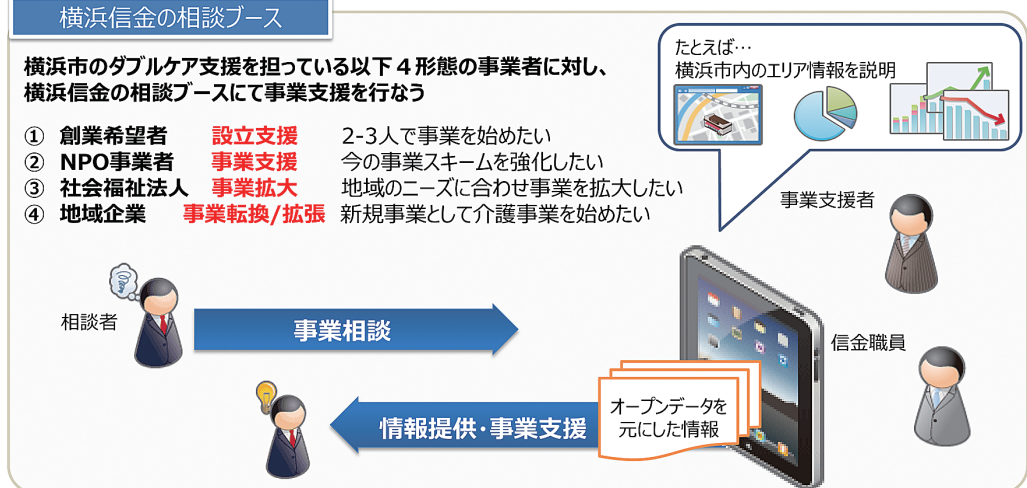 横浜信金の相談ブース
横浜市のダブルケア支援を担っている以下4形態の事業者に対し、
横浜信金の相談ブースにて事業支援を行なう
① 創業希望者 設立支援 2-3人で事業を始めたい
② NPO事業者 事業支援 今の事業スキームを強化したい
③ 社会福祉法人 事業拡大 地域のニーズに合わせ事業を拡大したい
④ 地域企業 事業転換/拡張 新規事業として介護事業を始めたい
たとえば…
横浜市内のエリア情報を説明
事業支援者
相談者
事業相談
信金職員
情報提供・事業支援
オープンデータを
元にした情報